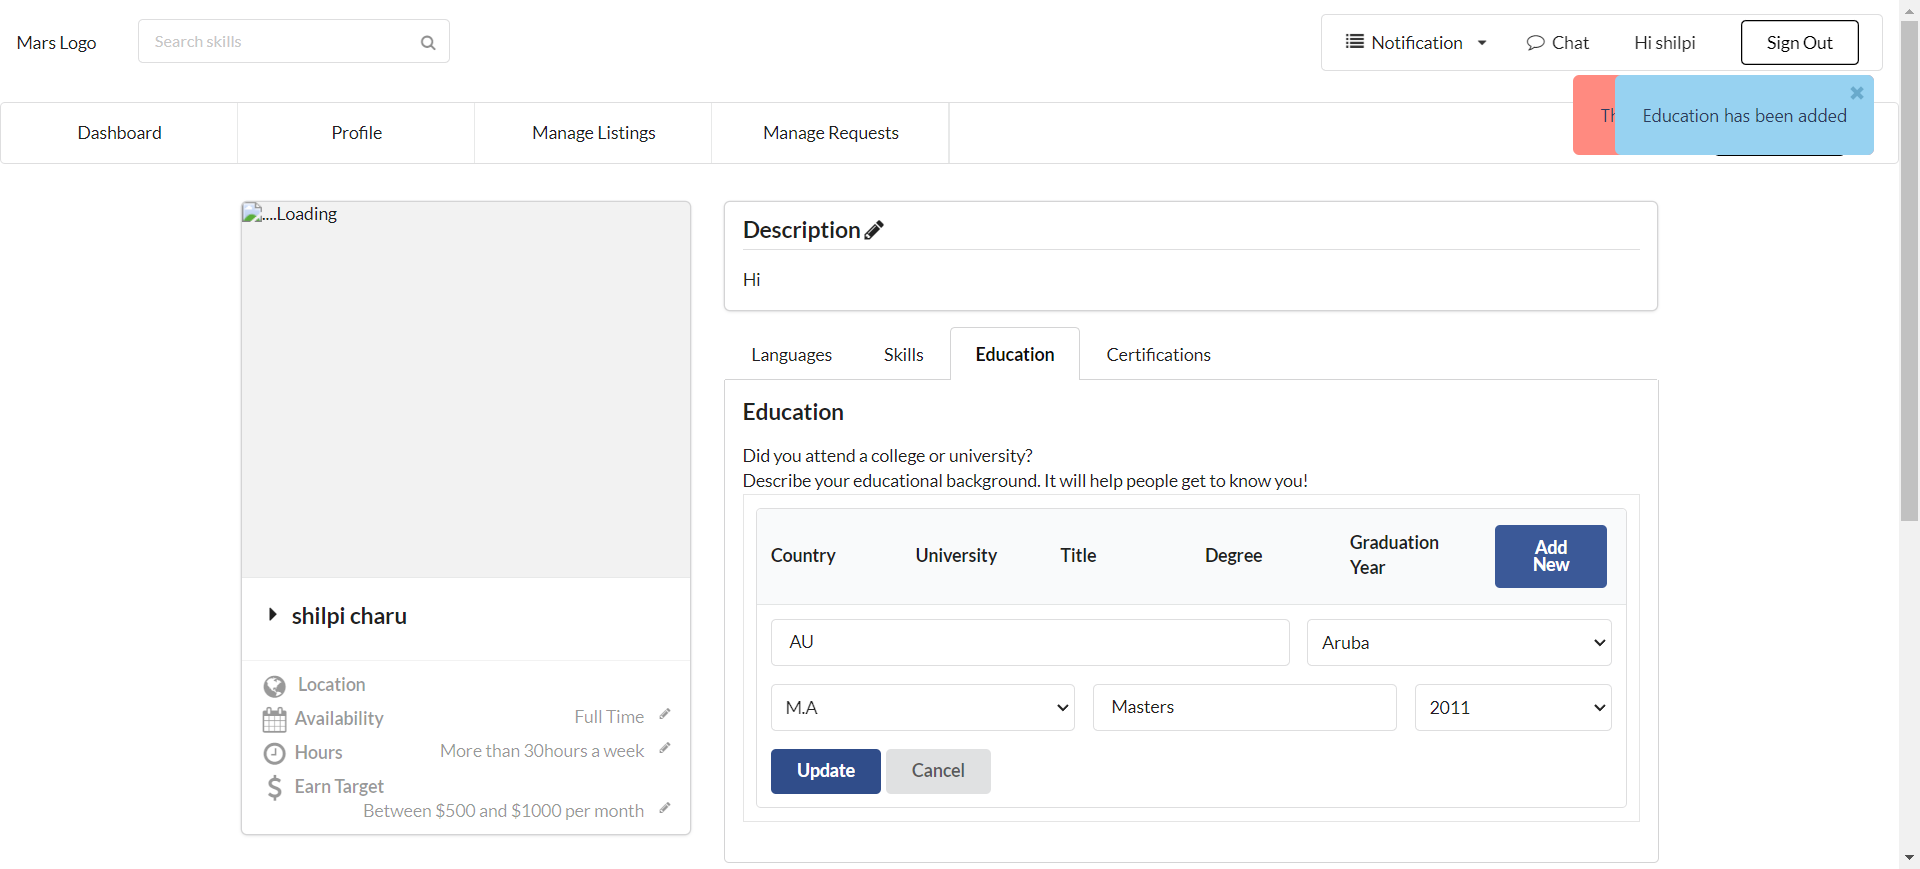 Mars Logo
Search skills
Notification
Chat
Hi shilpi
Sign Out
Education has been added
Dashboard
Profile
Manage Listings
Manage Requests
....Loading
shilpi charu
Location
Availability
Full Time
Hours
More than 30hours a week
Earn Target
Between $500 and $1000 per month
Description
Hi
Languages
Skills
Education
Certifications
Education
Did you attend a college or university?
Describe your educational background. It will help people get to know you!
Country
University
Title
Degree
Graduation
Year
Add
New
AU
Aruba
M.A
Masters
2011
Update
Cancel